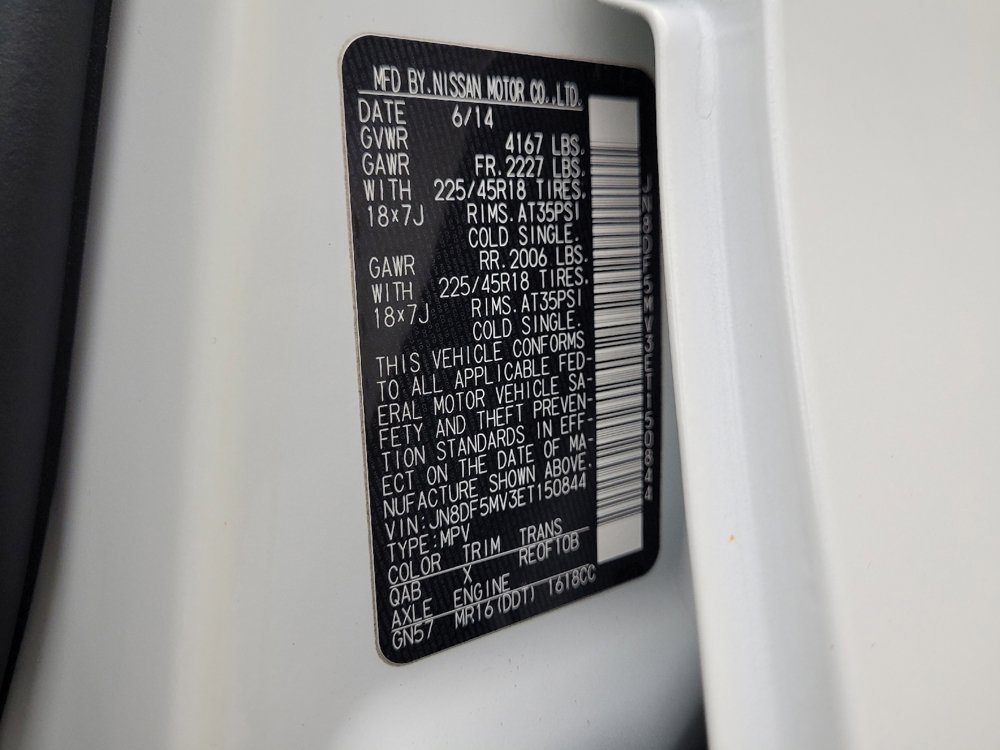 MFD BY.NISSAN MOTOR CO.,LTD.
DATE 6/14
GVWR 4167 LBS.
GAWR FR. 2227 LBS.
WITH 225/45R18 TIRES.
18×7J RIMS. AT35PSI
COLD SINGLE.
GAWR RR. 2006 LBS.
WITH 225/45R18 TIRES.
18×7J RIMS. AT35PSI
COLD SINGLE.
THIS VEHICLE CONFORMS
TO ALL APPLICABLE FED-
ERAL MOTOR VEHICLE SA-
FETY AND THEFT PREVEN-
TION STANDARDS IN EFF-
ECT ON THE DATE OF MA-
NUFACTURE SHOWN ABOVE.
VIN:JN8DF5MV3ET150844
TYPE:MPV
COLOR TRIM TRANS
QAB X RE0F10B
AXLE ENGINE
GN57 MR16(DDT) 1618CC
JN8DF5MV3ET150844